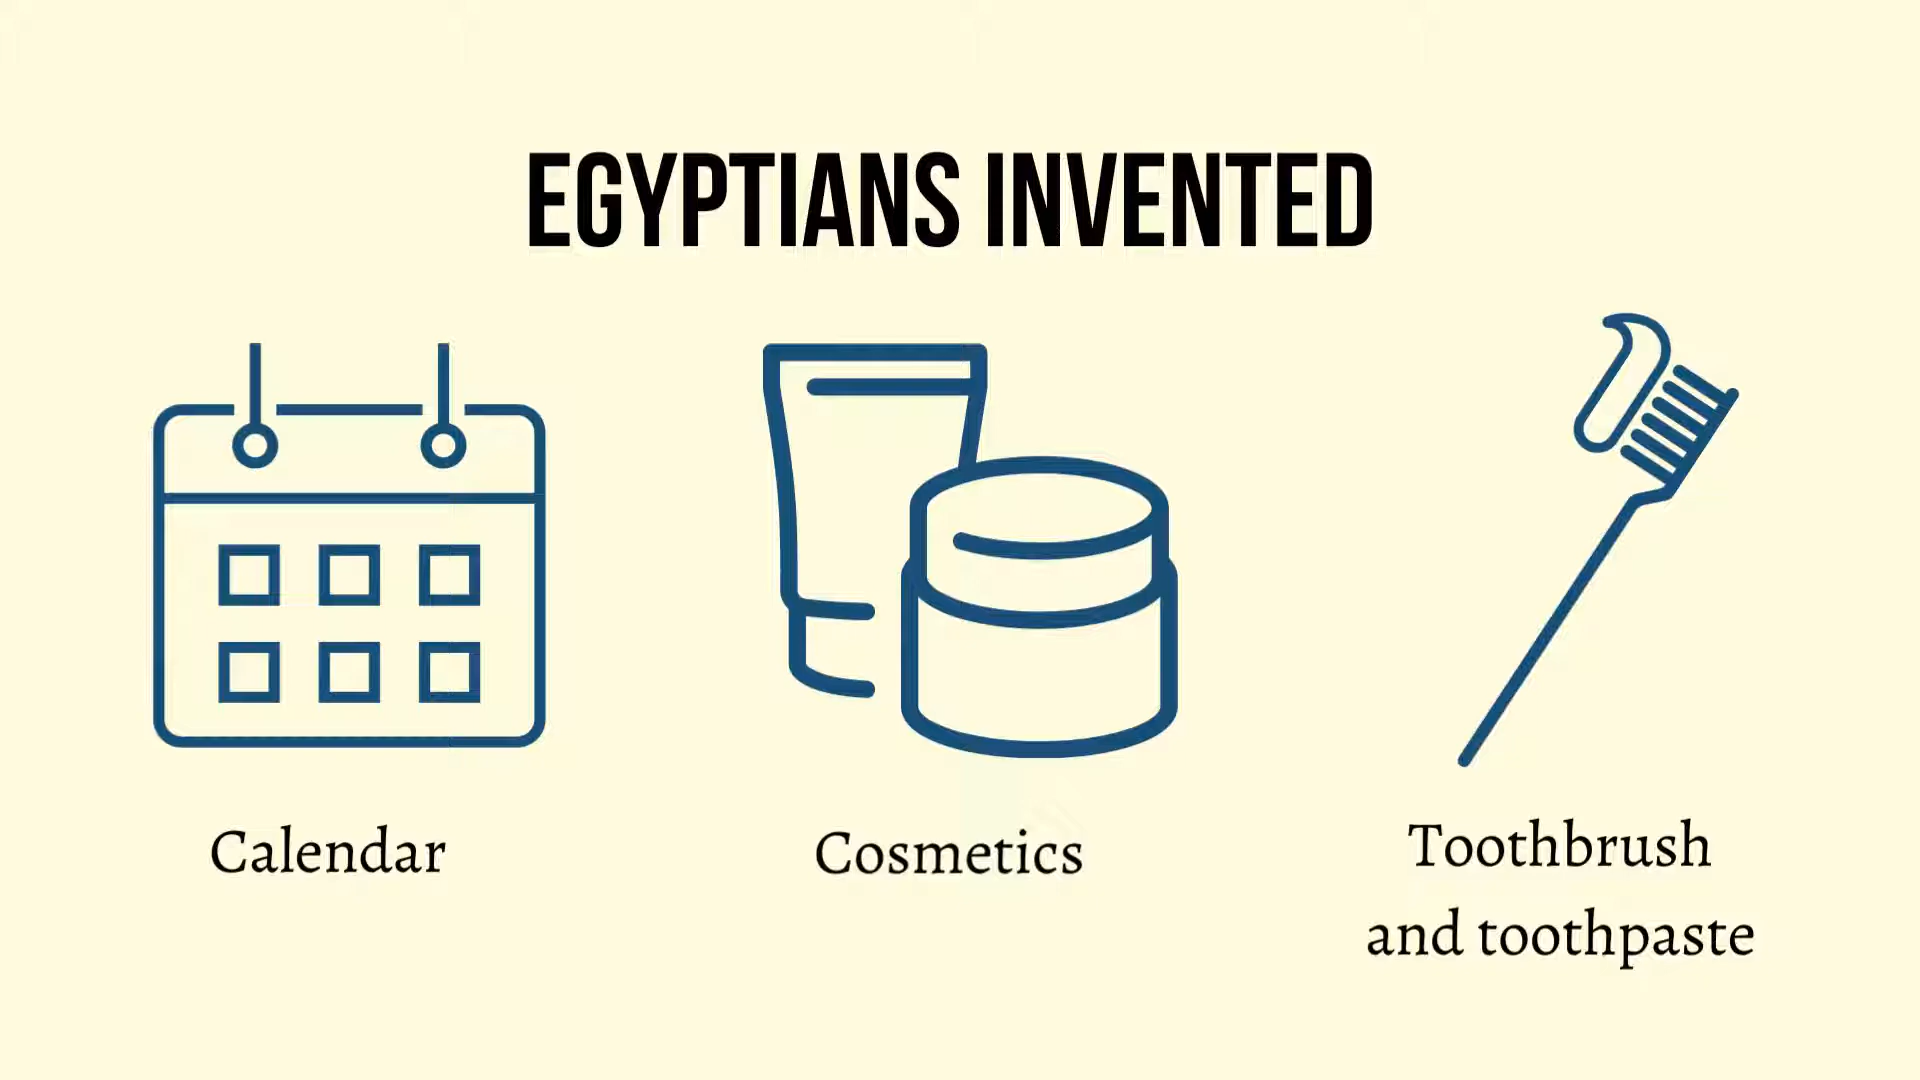 EGYPTIANS INVENTED
Calendar
Cosmetics
Toothbrush
and toothpaste